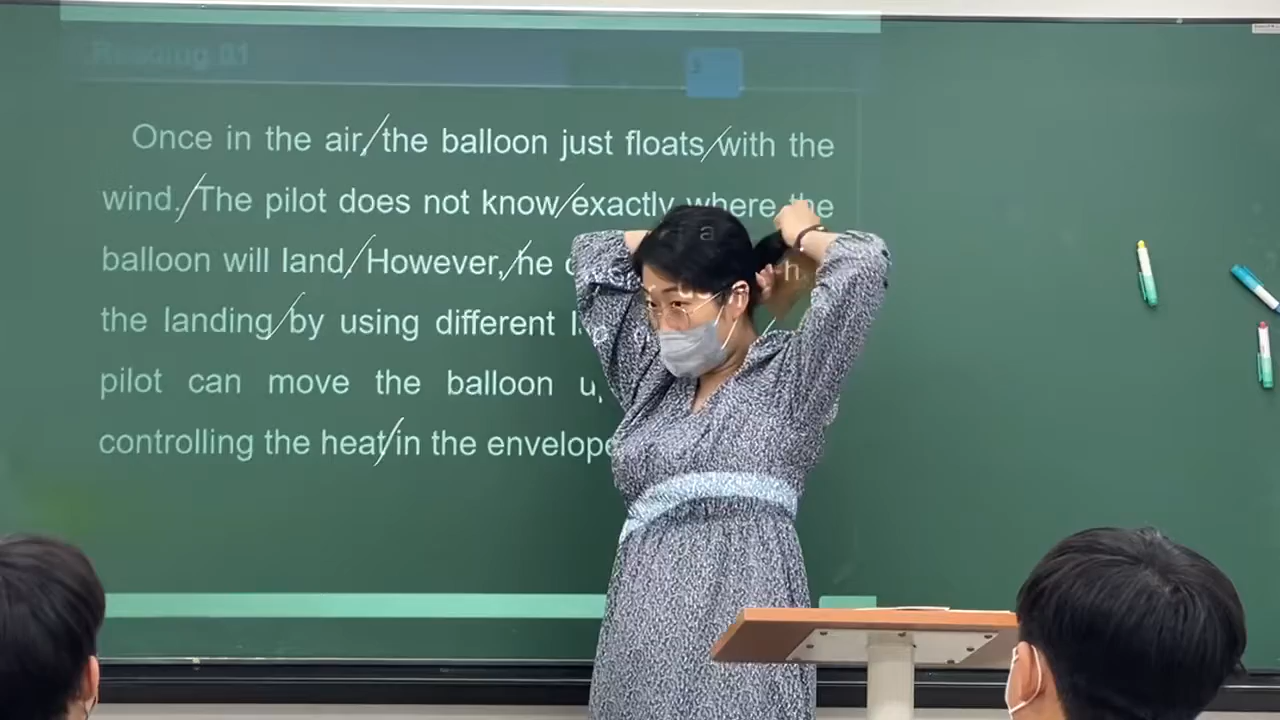 Reading 01
Once in the air/the balloon just floats/with the
wind./The pilot does not know/exactly where the
balloon will land/However,/he
the landing/by using different
pilot can move the balloon
controlling the heat/in the envelope